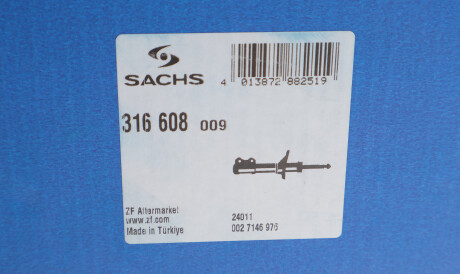 SACHS
4 013872 882519
316 608 009
ZF Aftermarket
www.zf.com
Made in Türkiye
24011
002 7146 976